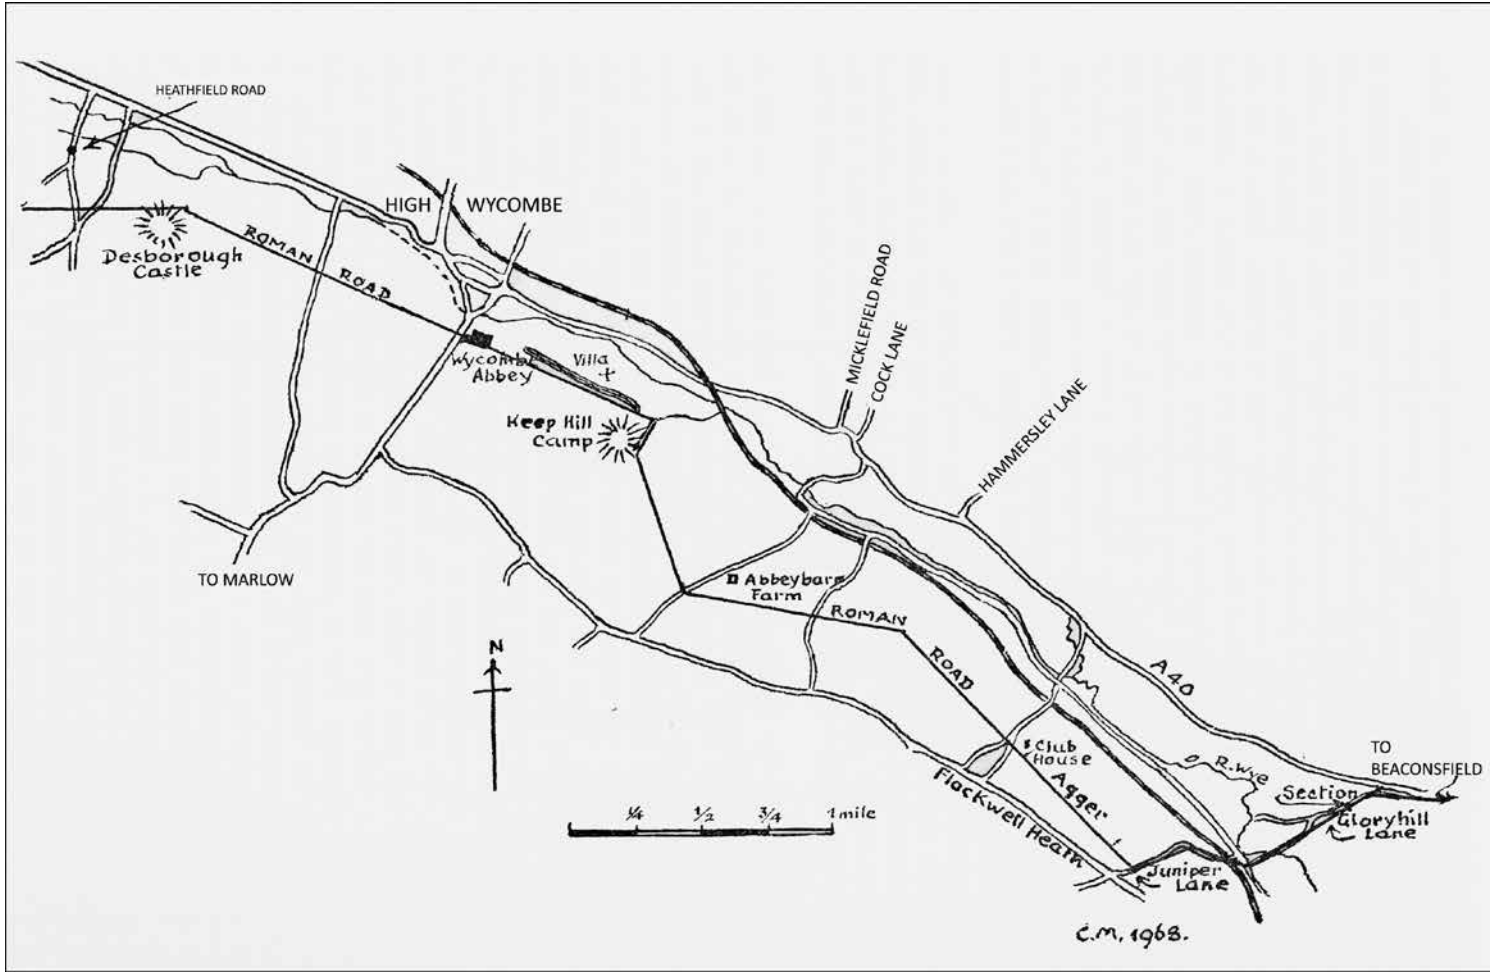 HEATHFIELD ROAD
HIGH WYCOMBE
Desborough
Castle
ROMAN ROAD
Wycombe
Abbey
Villa
Keep Hill
Camp
MICKLEFIELD ROAD
COCK LANE
HAMMERSLEY LANE
TO MARLOW
Abbeybarn
Farm
ROMAN ROAD
N
A40
Club
House
R. Wye
TO
BEACONSFIELD
Section
Gloryhill
Lane
Agger
Flackwell Heath
Juniper
Lane
1/4 1/2 3/4 1 mile
C.M, 1968.